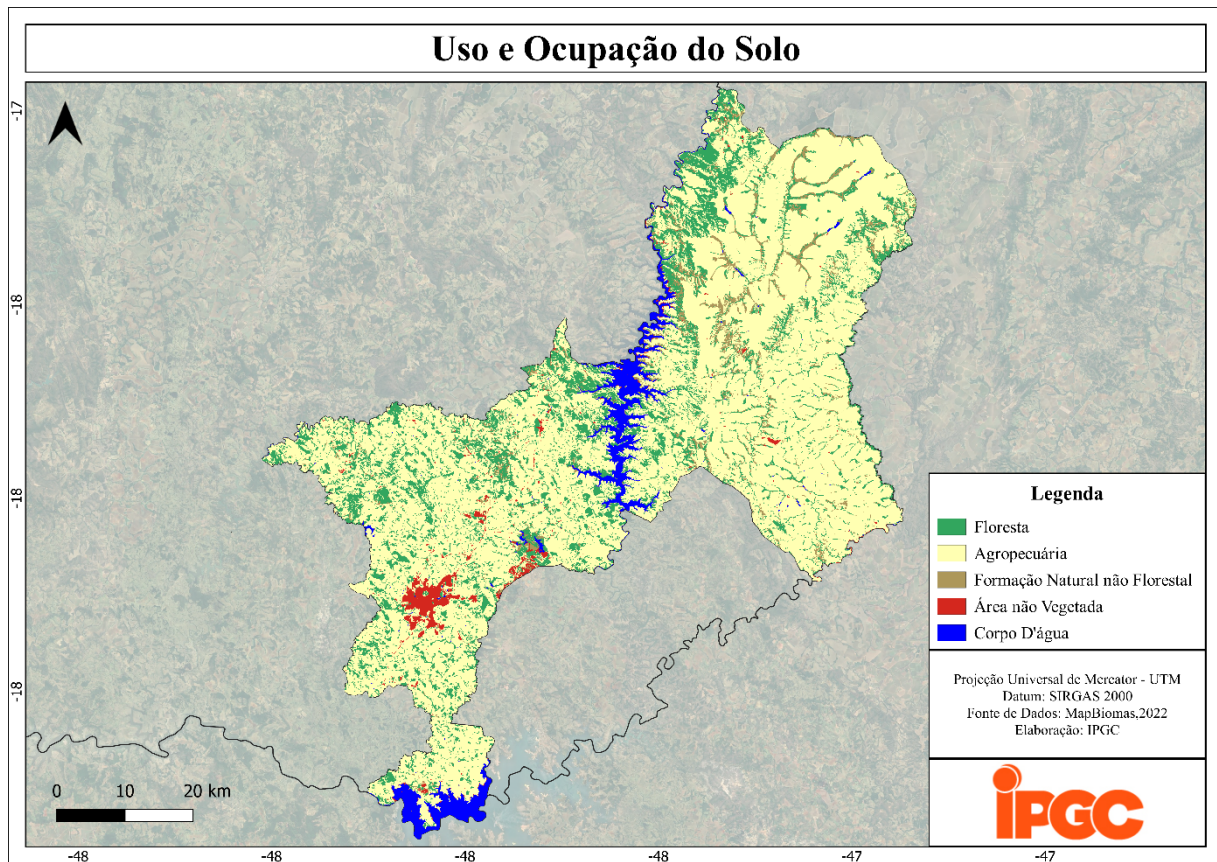 Uso e Ocupação do Solo
-17
-18
-18
-18
Legenda
Floresta
Agropecuária
Formação Natural não Florestal
Área não Vegetada
Corpo D'água
Projeção Universal de Mercator - UTM
Datum: SIRGAS 2000
Fonte de Dados: MapBiomas,2022
Elaboração: IPGC
0 10 20 km
iPGC
-48 -48 -48 -48 -47 -47